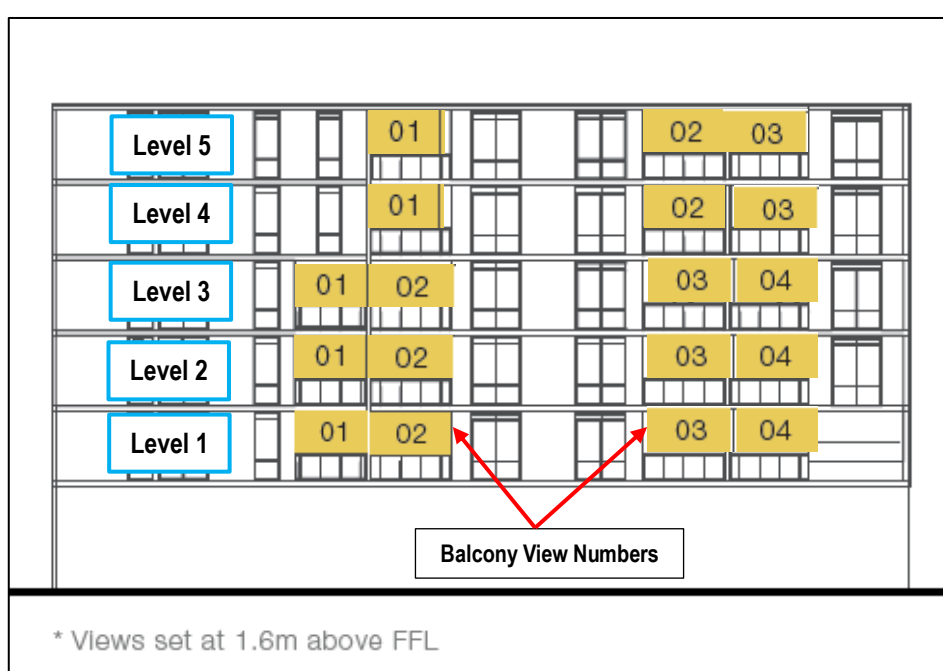 Level 5 01 02 03
Level 4 01 02 03
Level 3 01 02 03 04
Level 2 01 02 03 04
Level 1 01 02 03 04
Balcony View Numbers
* Views set at 1.6m above FFL